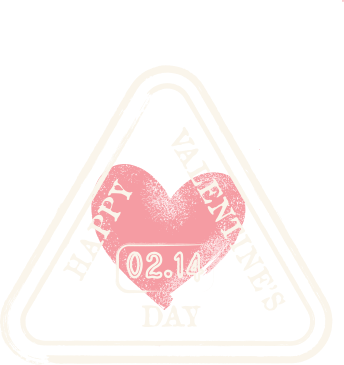 HAPPY
VALENTINE'S
02.14
DAY